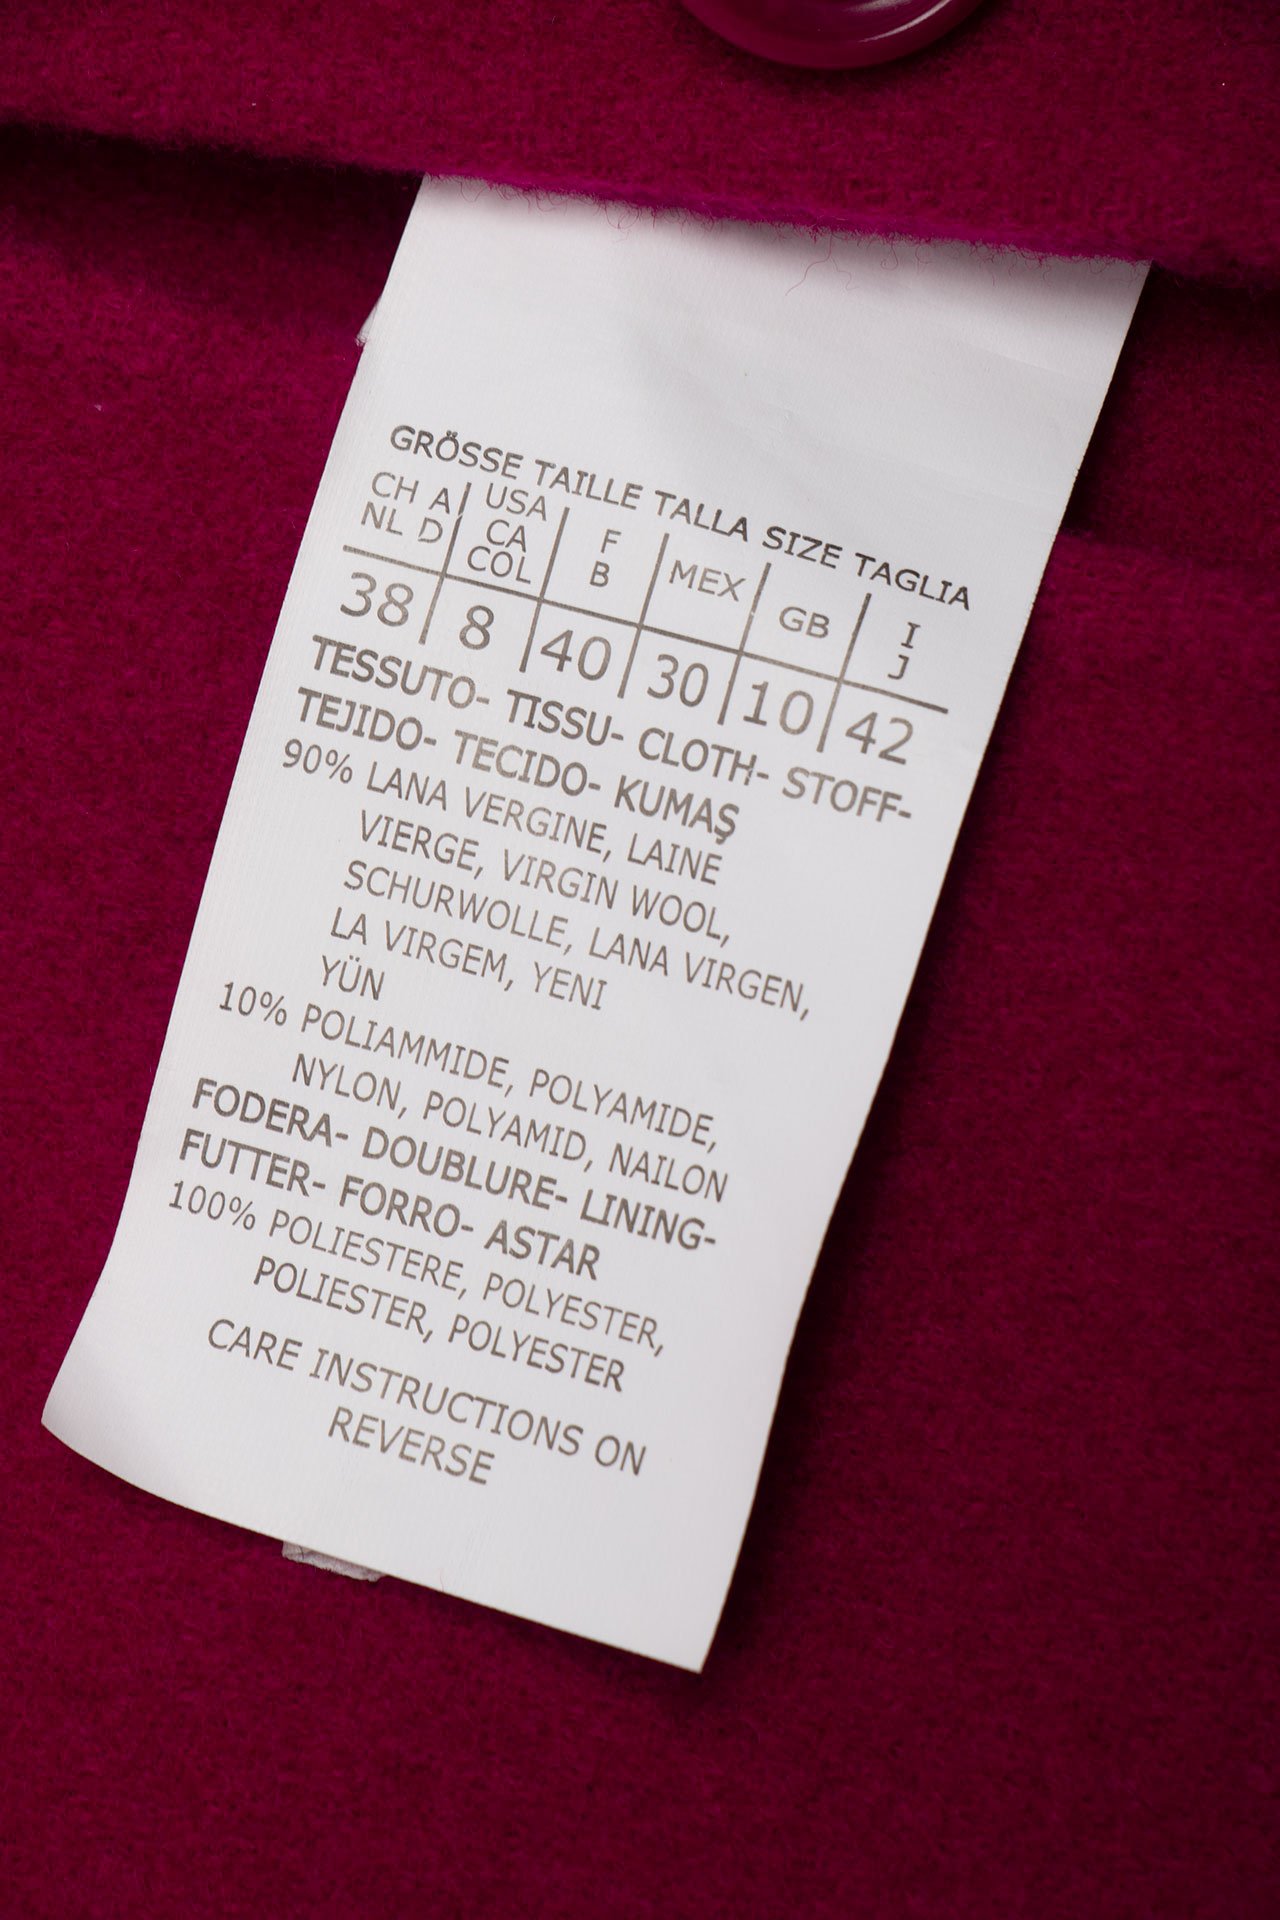 GRÖSSE TAILLE TALLA SIZE TAGLIA
CH A USA F MEX GB I
NL D CA B J
COL
38 8 40 30 10 42
TESSUTO- TISSU- CLOTH- STOFF-
TEJIDO- TECIDO- KUMAŞ
90% LANA VERGINE, LAINE
VIERGE, VIRGIN WOOL,
SCHURWOLLE, LANA VIRGEN,
LA VIRGEM, YENI
YÜN
10% POLIAMMIDE, POLYAMIDE,
NYLON, POLYAMID, NAILON
FODERA- DOUBLURE- LINING-
FUTTER- FORRO- ASTAR
100% POLIESTERE, POLYESTER,
POLIESTER, POLYESTER
CARE INSTRUCTIONS ON
REVERSE